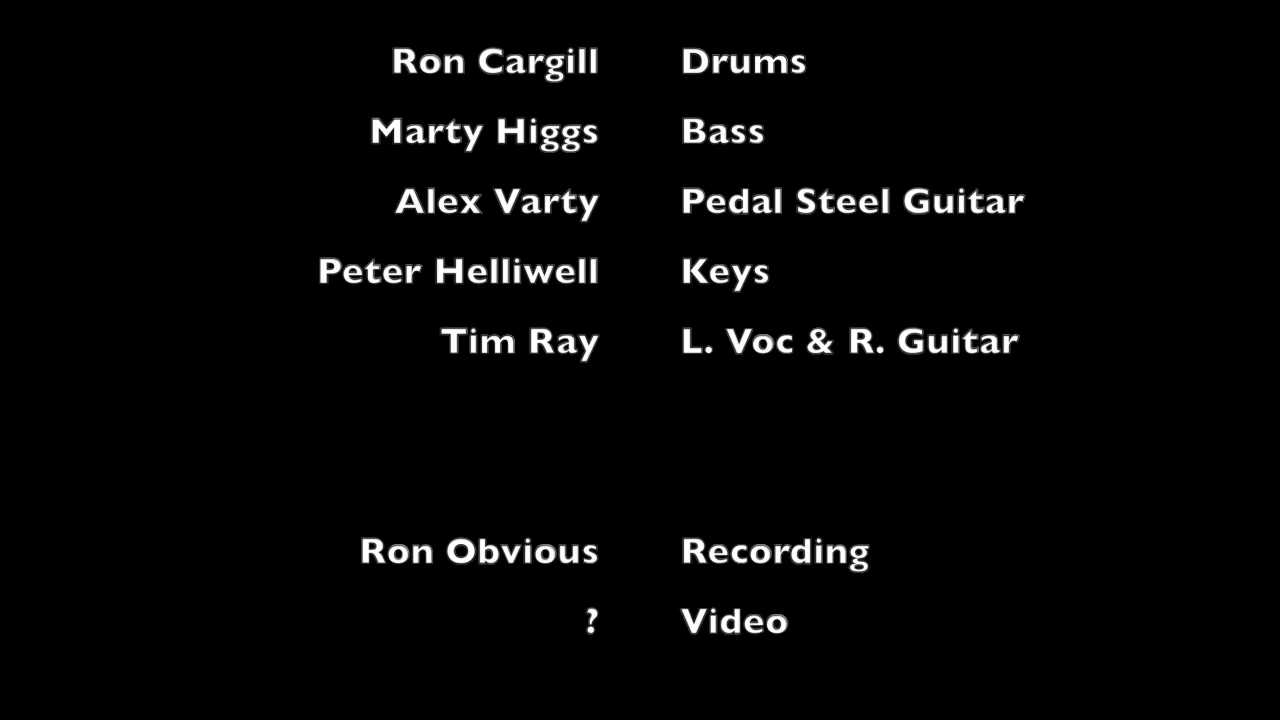 Ron Cargill Drums
Marty Higgs Bass
Alex Varty Pedal Steel Guitar
Peter Helliwell Keys
Tim Ray L. Voc & R. Guitar
Ron Obvious Recording
? Video